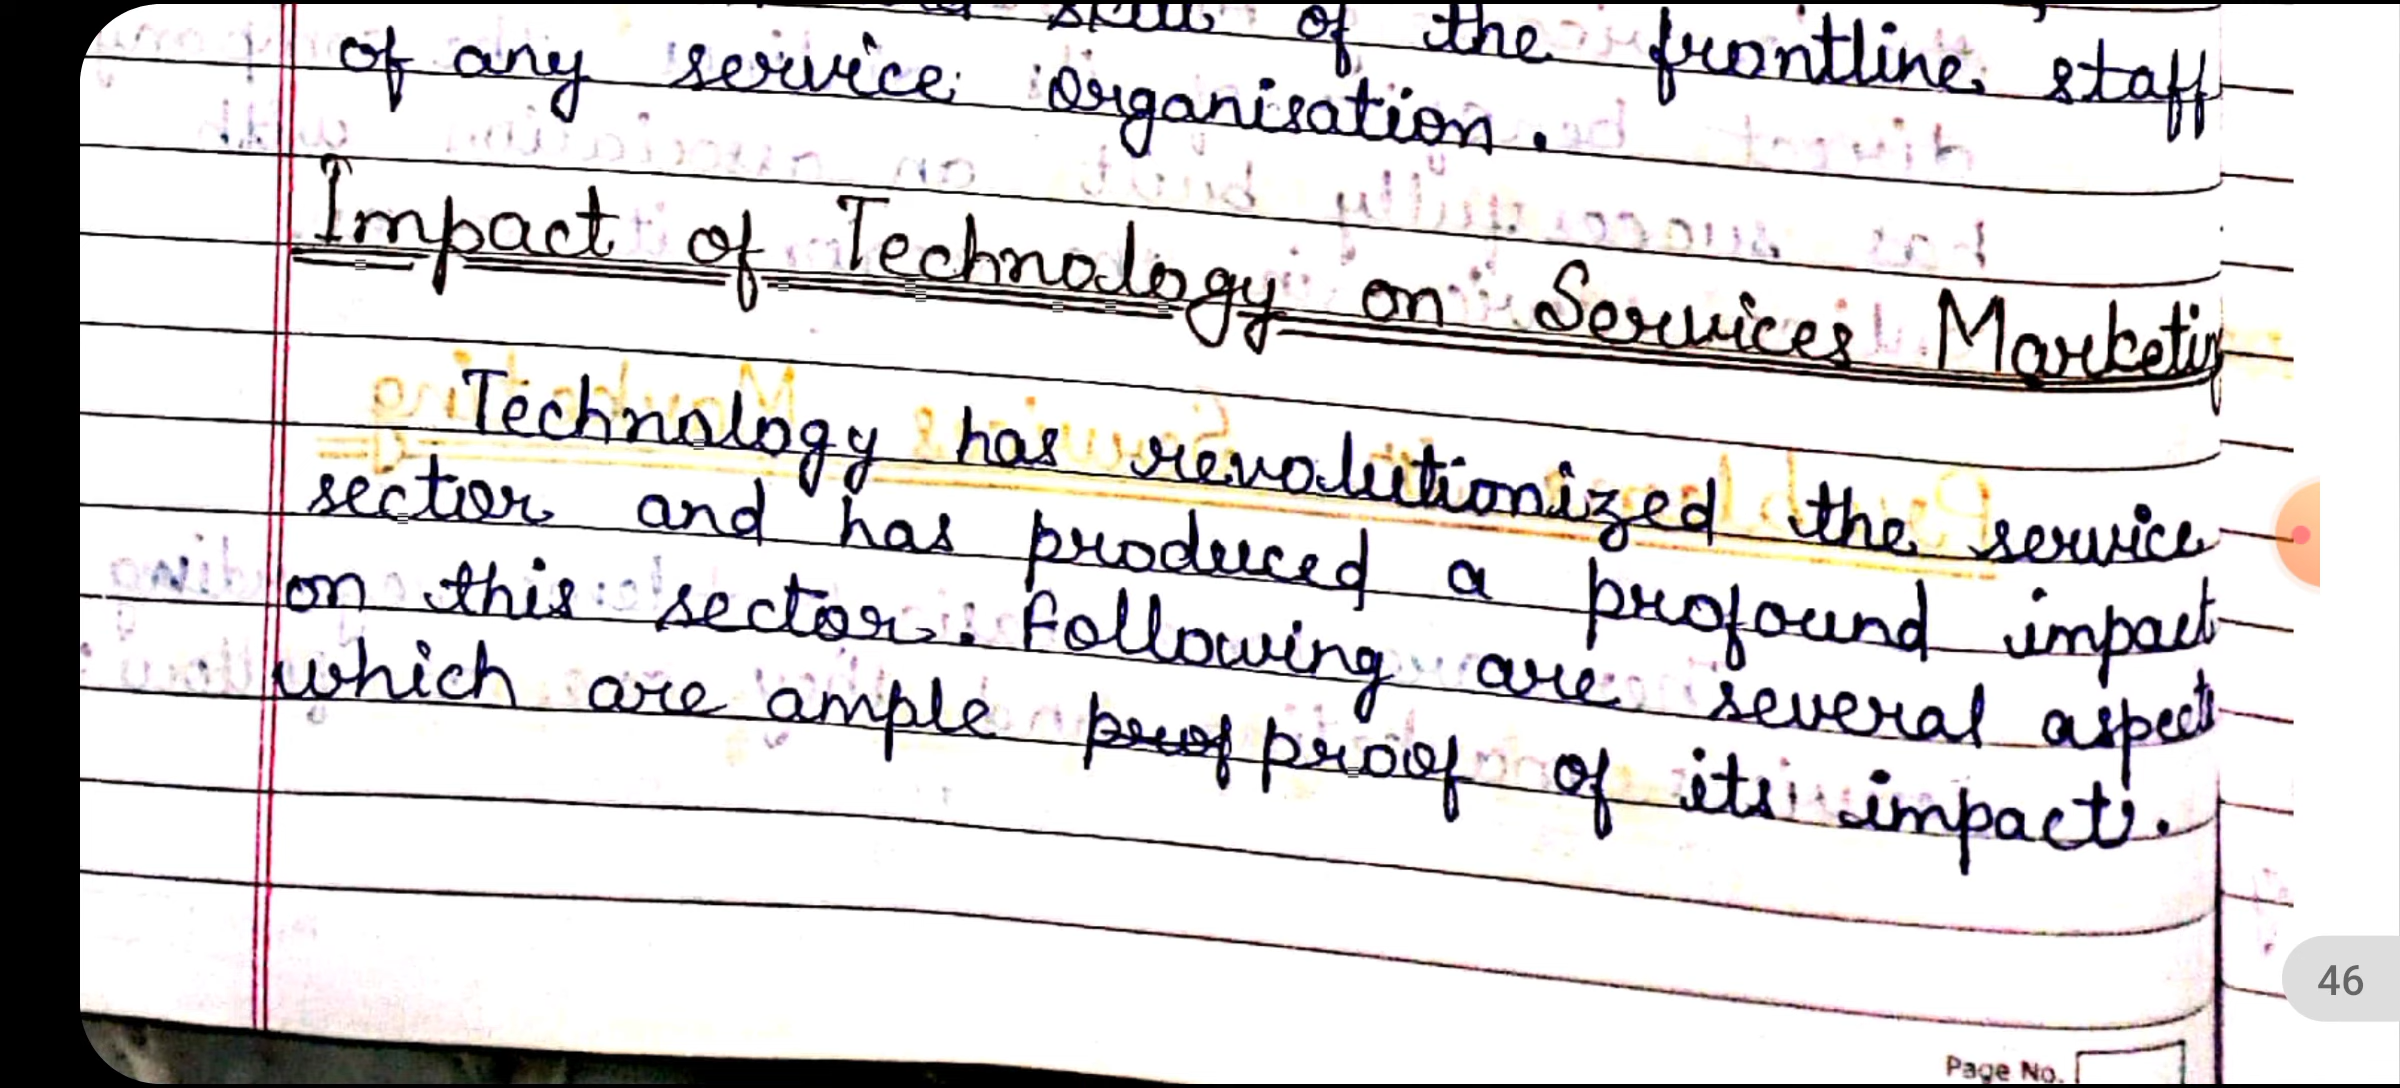 skill of the frontline staff
of any service organisation.
Impact of Technology on Services Marketing
Technology has revolutionized the service
sector and has produced a profound impact
on this sector. Following are several aspects
which are ample proof proof of its impact.
46
Page No.